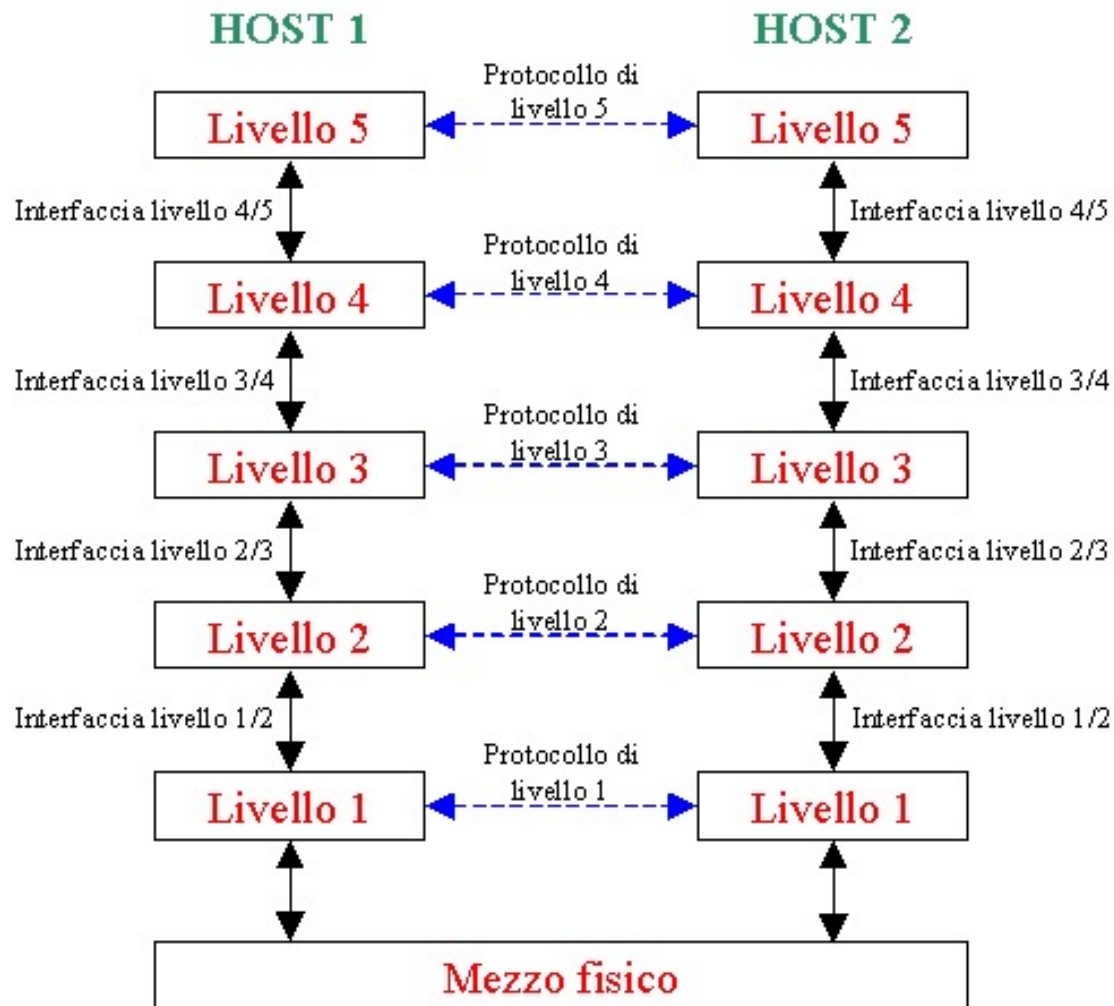 HOST 1
HOST 2
Protocollo di
livello 5
Livello 5
Livello 5
Interfaccia livello 4/5
Interfaccia livello 4/5
Protocollo di
livello 4
Livello 4
Livello 4
Interfaccia livello 3/4
Interfaccia livello 3/4
Protocollo di
livello 3
Livello 3
Livello 3
Interfaccia livello 2/3
Interfaccia livello 2/3
Protocollo di
livello 2
Livello 2
Livello 2
Interfaccia livello 1/2
Interfaccia livello 1/2
Protocollo di
livello 1
Livello 1
Livello 1
Mezzo fisico